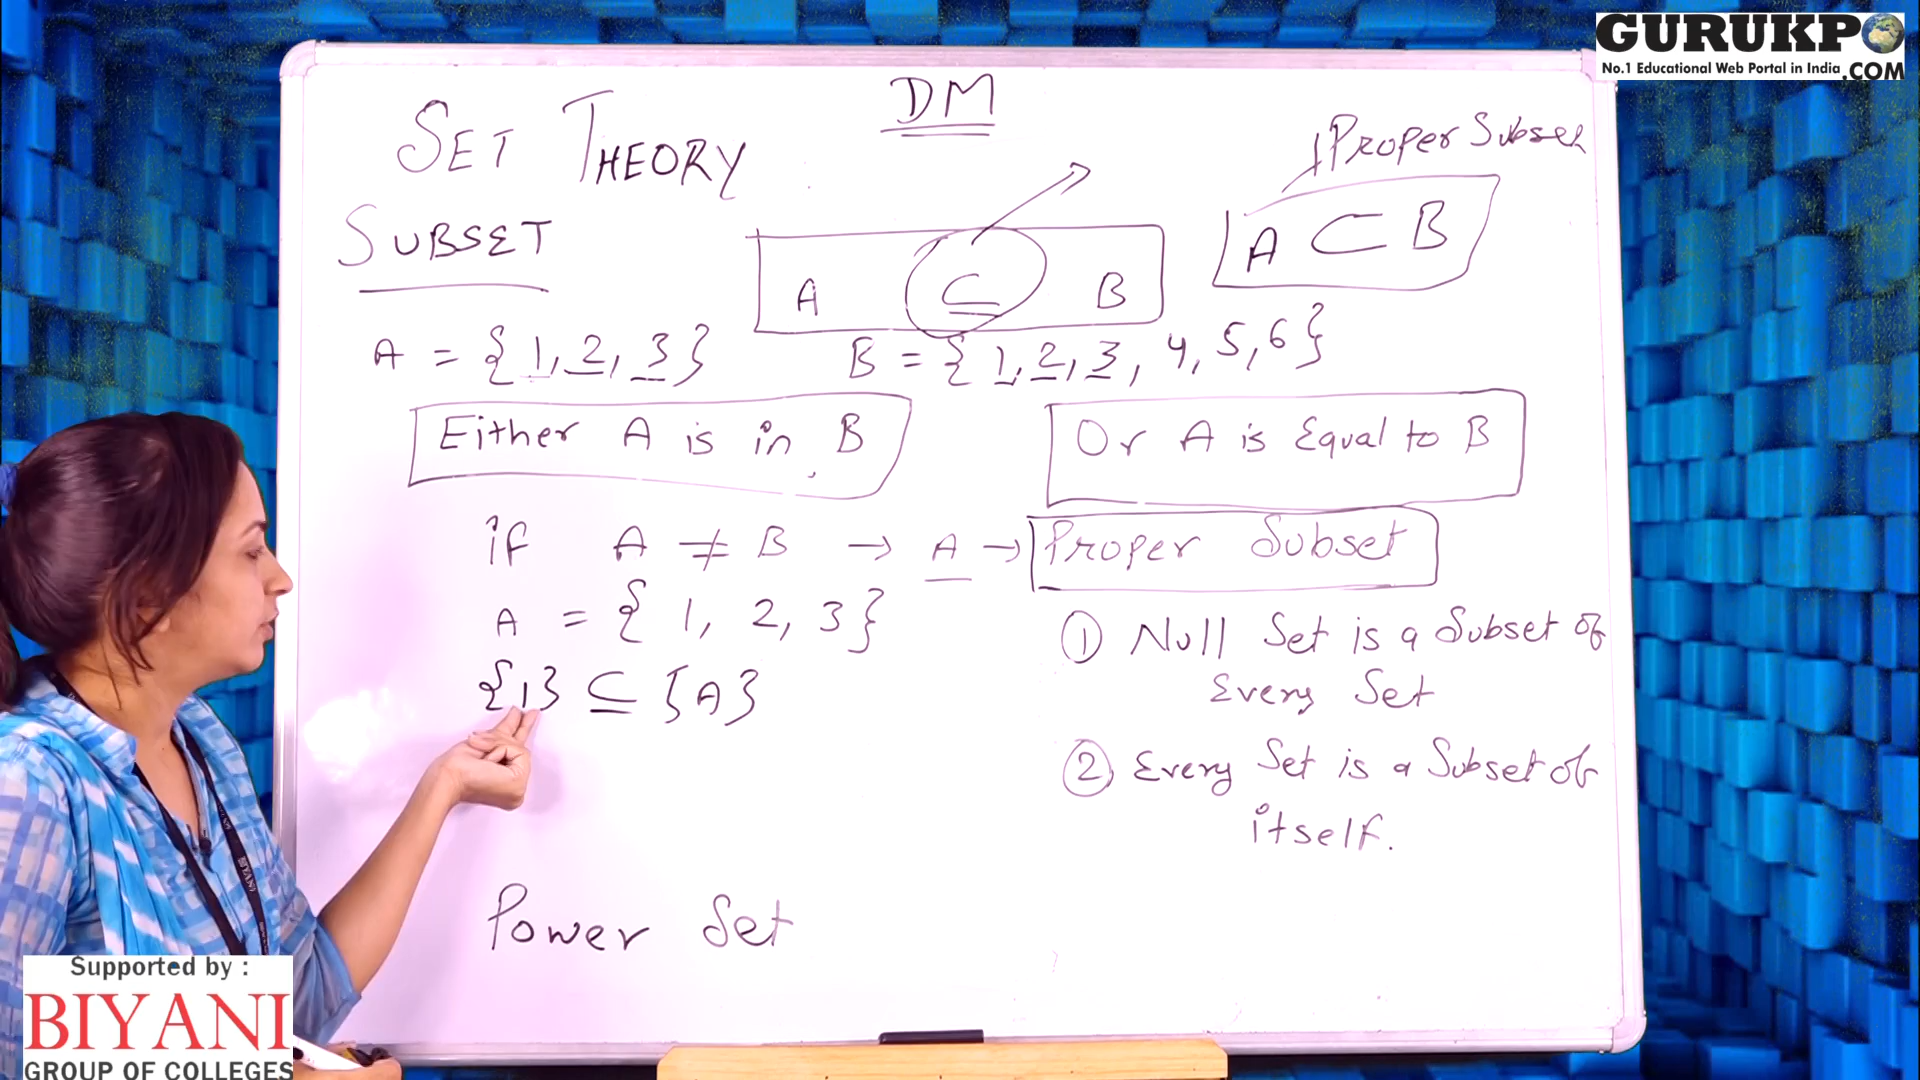 GURUKPO
No.1 Educational Web Portal in India .COM
DM
SET THEORY
Proper Subset
SUBSET
A ⊆ B
A ⊂ B
A = {1, 2, 3}
B = {1, 2, 3, 4, 5, 6}
Either A is in B
Or A is Equal to B
if A ≠ B → A → Proper Subset
A = {1, 2, 3}
{1} ⊆ {A}
① Null Set is a Subset of
Every Set
② Every Set is a Subset of
itself.
Power Set
Supported by :
BIYANI
GROUP OF COLLEGES